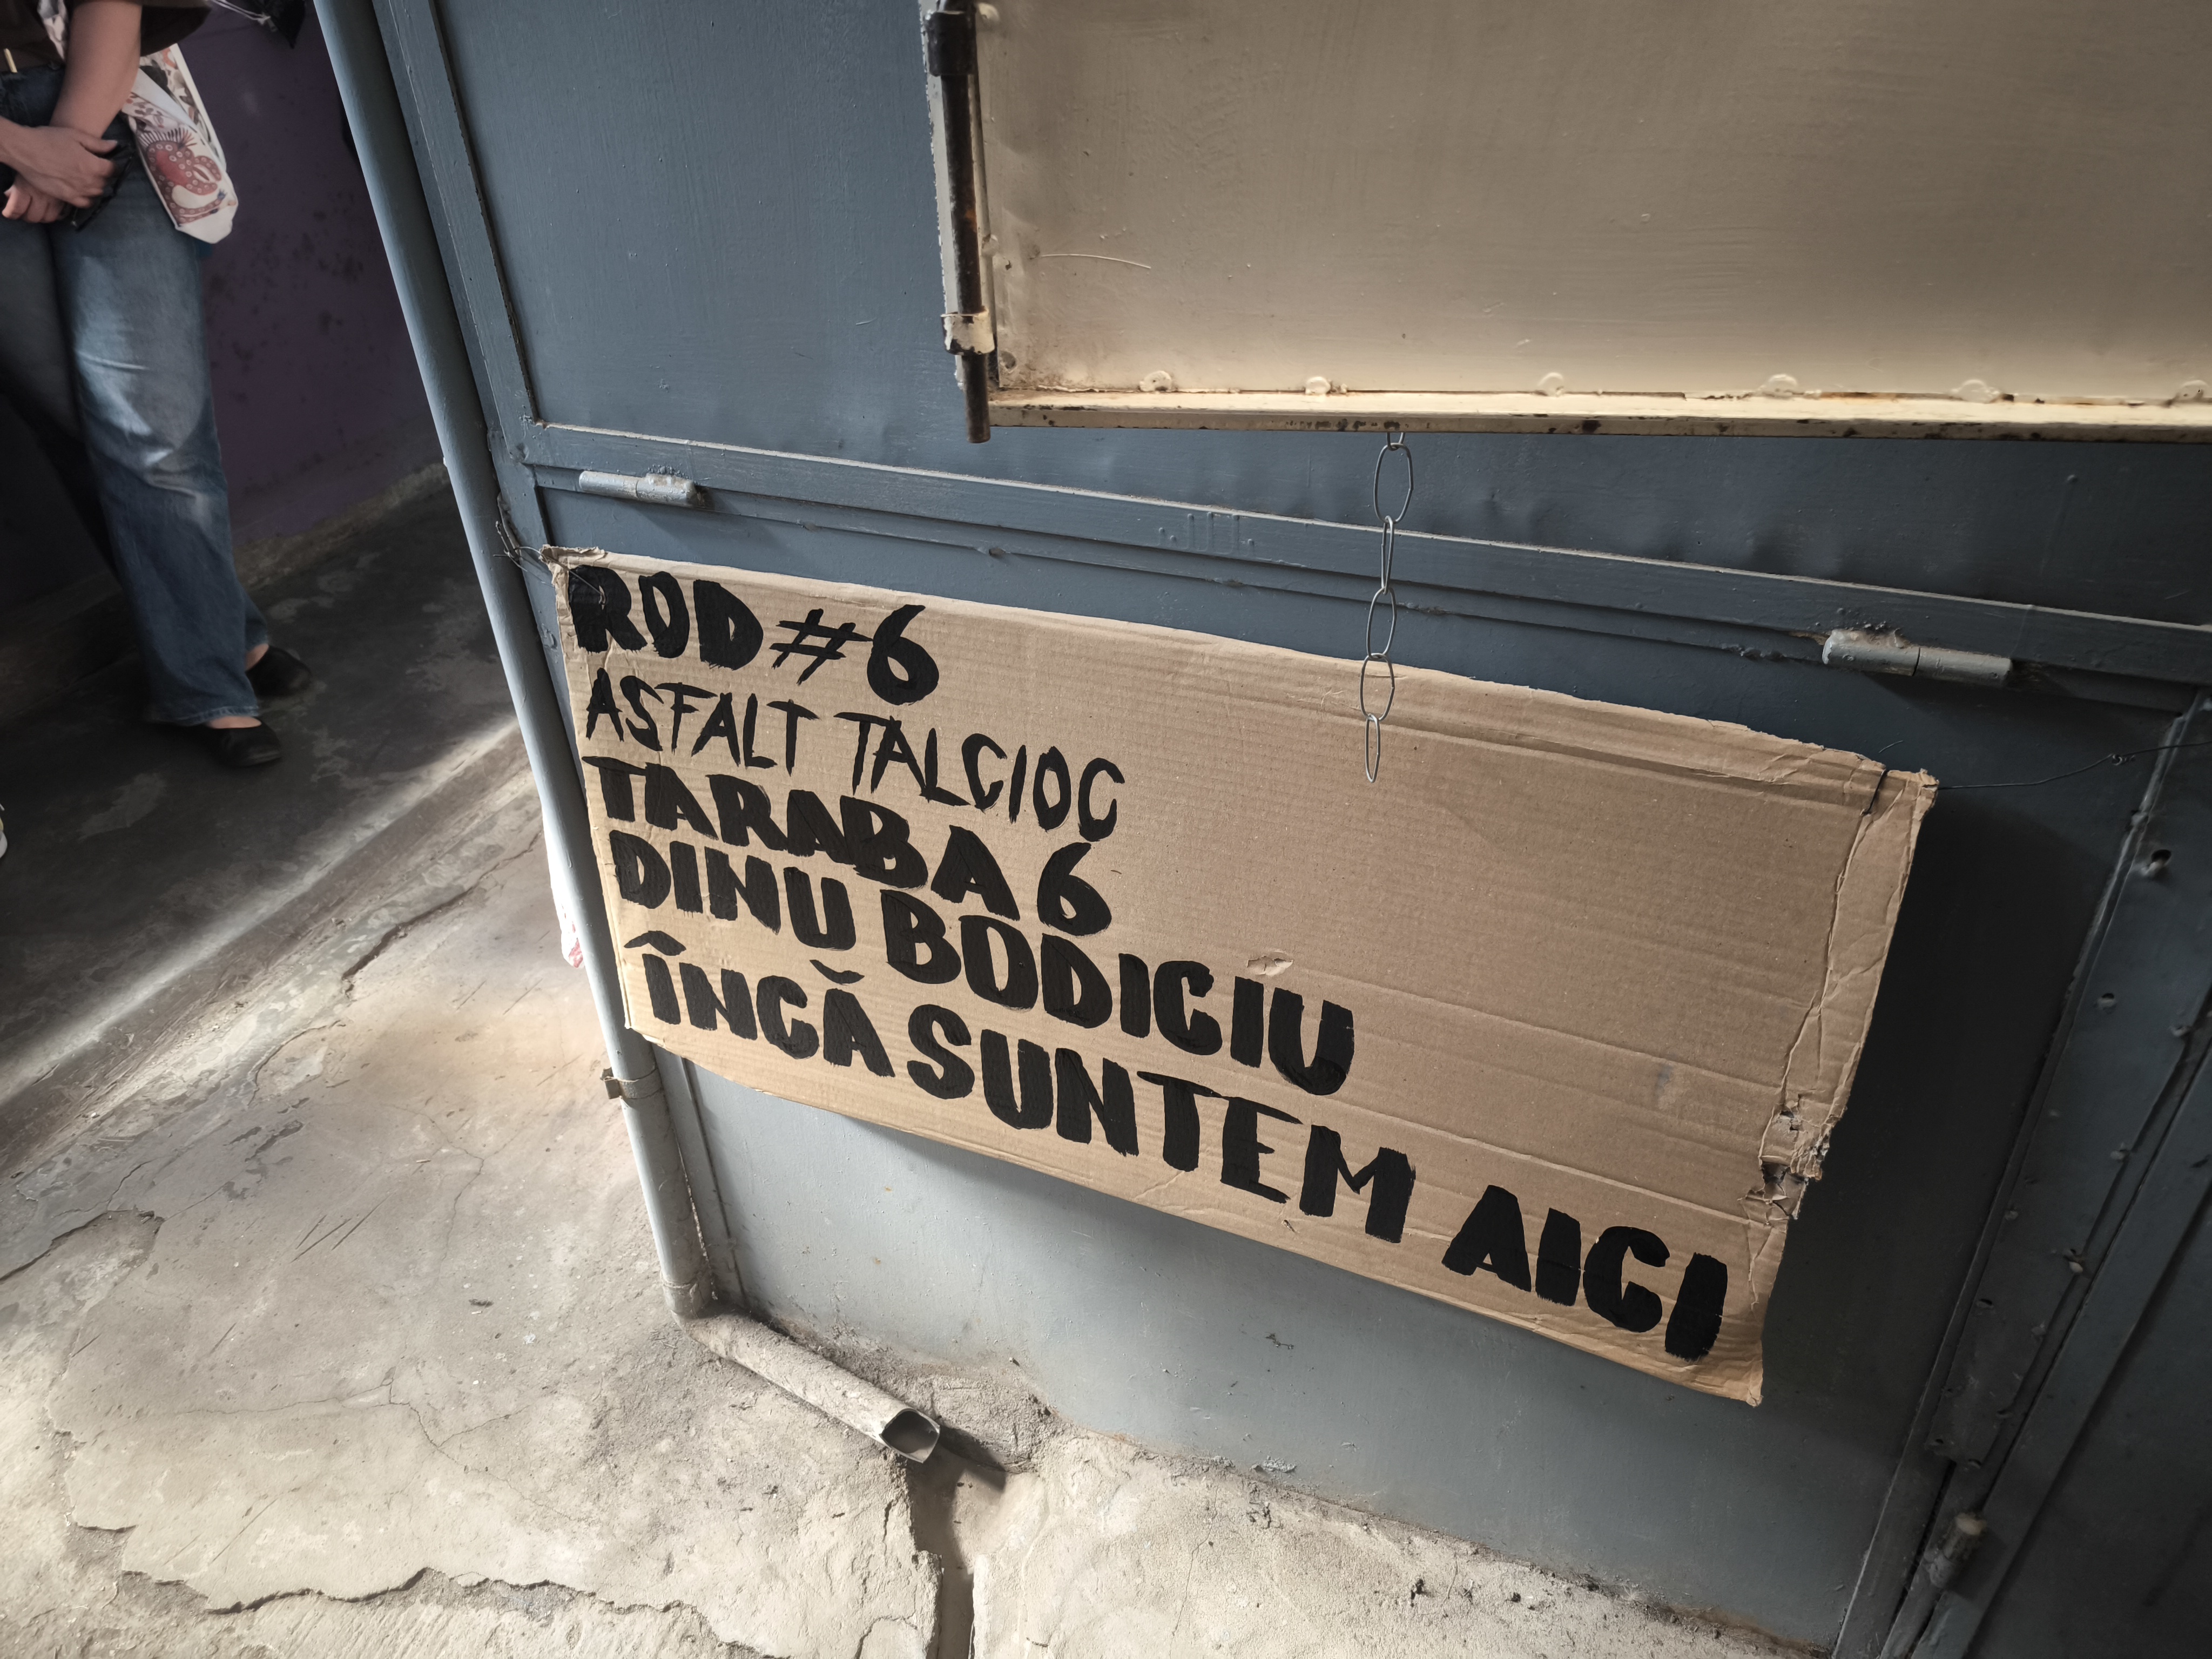 ROD #6
ASFALT TALCIOC
TARABA 6
DINU BODICIU
ÎNCĂ SUNTEM AICI